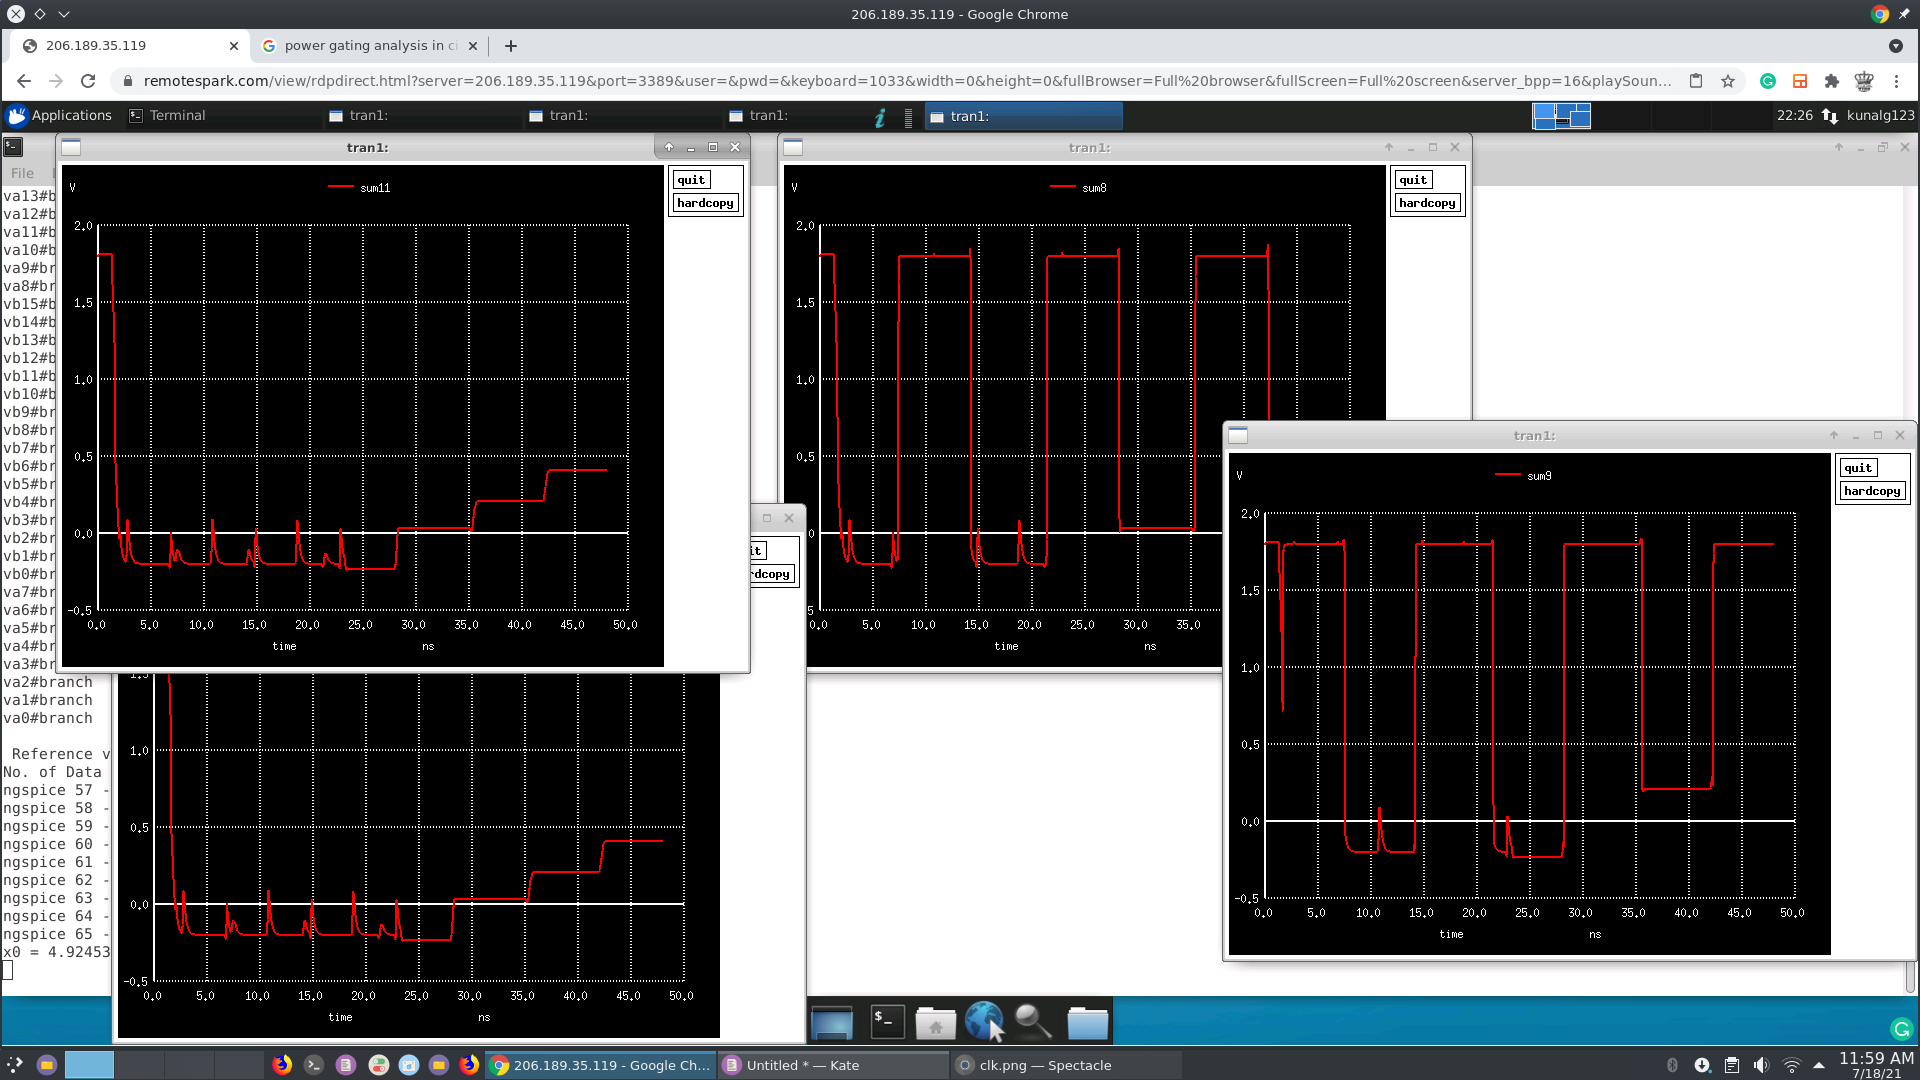 206.189.35.119 - Google Chrome
206.189.35.119
power gating analysis in ci
remotespark.com/view/rdpdirect.html?server=206.189.35.119&port=3389&user=&pwd=&keyboard=1033&width=0&height=0&fullBrowser=Full%20browser&fullScreen=Full%20screen&server_bpp=16&playSoun...
Applications
Terminal
tran1:
tran1:
tran1:
tran1:
22:26
kunalg123
File
va13#b
va12#b
va11#b
va10#b
va9#br
va8#br
vb15#b
vb14#b
vb13#b
vb12#b
vb11#b
vb10#b
vb9#br
vb8#br
vb7#br
vb6#br
vb5#br
vb4#br
vb3#br
vb2#br
vb1#br
vb0#br
va7#br
va6#br
va5#br
va4#br
va3#br
va2#branch
va1#branch
va0#branch
Reference v
No. of Data
ngspice 57 -
ngspice 58 -
ngspice 59 -
ngspice 60 -
ngspice 61 -
ngspice 62 -
ngspice 63 -
ngspice 64 -
ngspice 65 -
x0 = 4.92453
tran1:
quit
hardcopy
V
sum11
2.0
1.5
1.0
0.5
0.0
-0.5
0.0 5.0 10.0 15.0 20.0 25.0 30.0 35.0 40.0 45.0 50.0
time ns
tran1:
quit
hardcopy
V
sum8
2.0
1.5
1.0
0.5
0
5
0.0 5.0 10.0 15.0 20.0 25.0 30.0 35.0
time ns
it
rdcopy
1.5
1.0
0.5
0.0
-0.5
0.0 5.0 10.0 15.0 20.0 25.0 30.0 35.0 40.0 45.0 50.0
time ns
tran1:
quit
hardcopy
V
sum9
2.0
1.5
1.0
0.5
0.0
-0.5
0.0 5.0 10.0 15.0 20.0 25.0 30.0 35.0 40.0 45.0 50.0
time ns
206.189.35.119 - Google Ch...
Untitled * — Kate
clk.png — Spectacle
11:59 AM
7/18/21